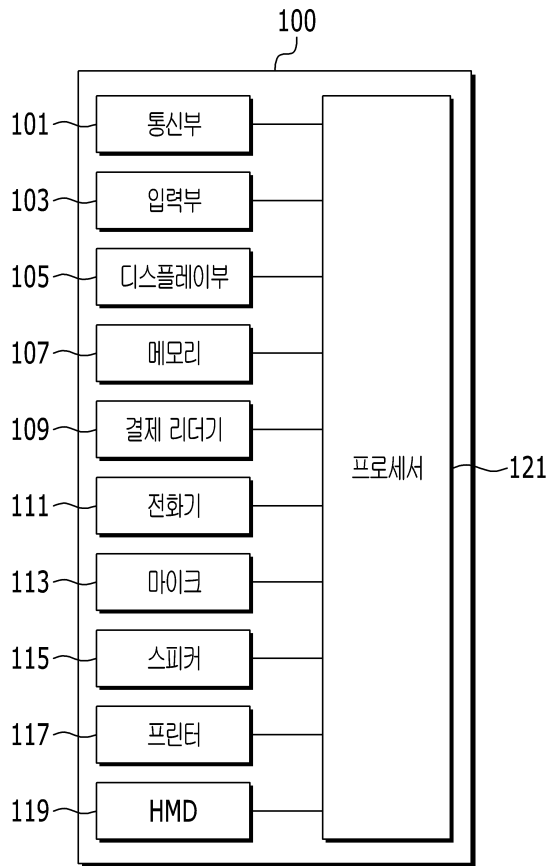 100
101 통신부
103 입력부
105 디스플레이부
107 메모리
109 결제 리더기
111 전화기
113 마이크
115 스피커
117 프린터
119 HMD
프로세서 121